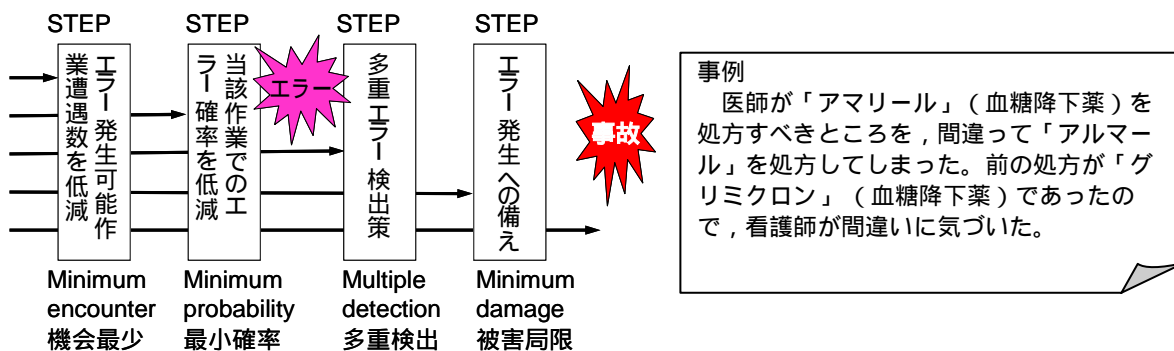 STEP
STEP
STEP
STEP
エラー発生可能作
業遭遇数を低減
当該作業でのエ
ラー確率を低減
エラー
多重エラー検出策
エラー発生への備え
事故
Minimum
encounter
機会最少
Minimum
probability
最小確率
Multiple
detection
多重検出
Minimum
damage
被害局限
事例
医師が「アマリール」（血糖降下薬）を
処方すべきところを，間違って「アルマー
ル」を処方してしまった。前の処方が「グ
リミクロン」（血糖降下薬）であったの
で，看護師が間違いに気づいた。